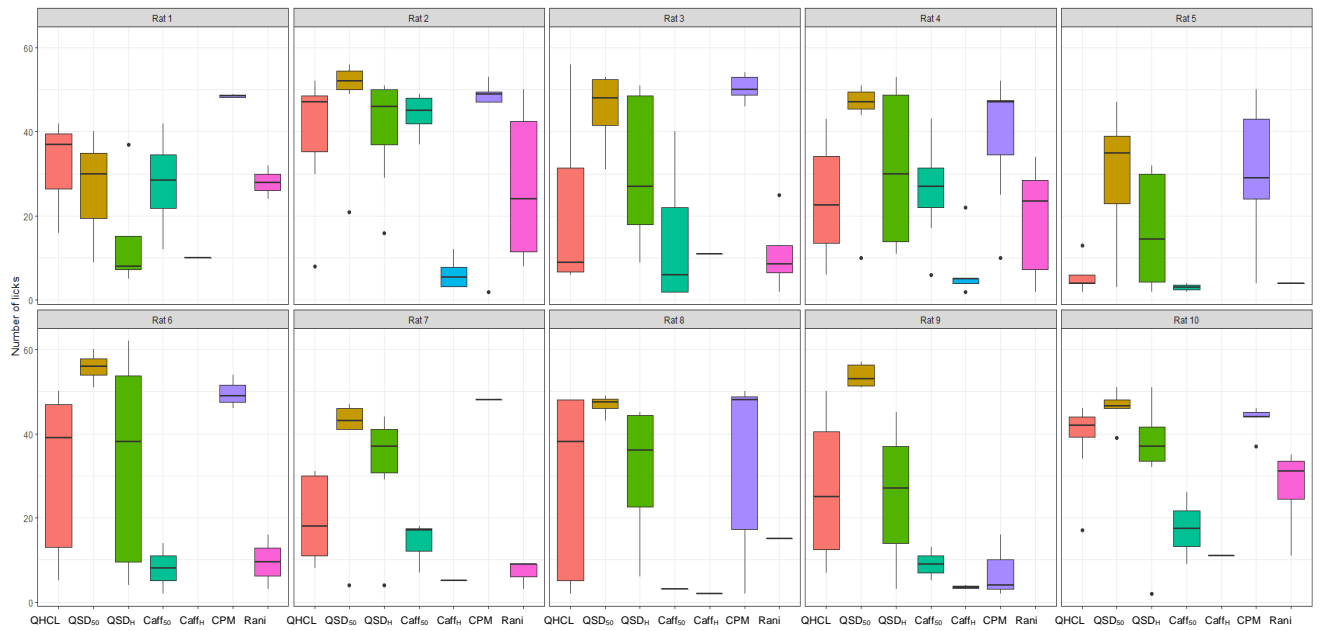 Rat 1 Rat 2 Rat 3 Rat 4 Rat 5
60
40
20
0
Number of licks
Rat 6 Rat 7 Rat 8 Rat 9 Rat 10
60
40
20
0
QHCL QSD₅₀ QSDH Caff₅₀ CaffH CPM Rani QHCL QSD₅₀ QSDH Caff₅₀ CaffH CPM Rani QHCL QSD₅₀ QSDH Caff₅₀ CaffH CPM Rani QHCL QSD₅₀ QSDH Caff₅₀ CaffH CPM Rani QHCL QSD₅₀ QSDH Caff₅₀ CaffH CPM Rani